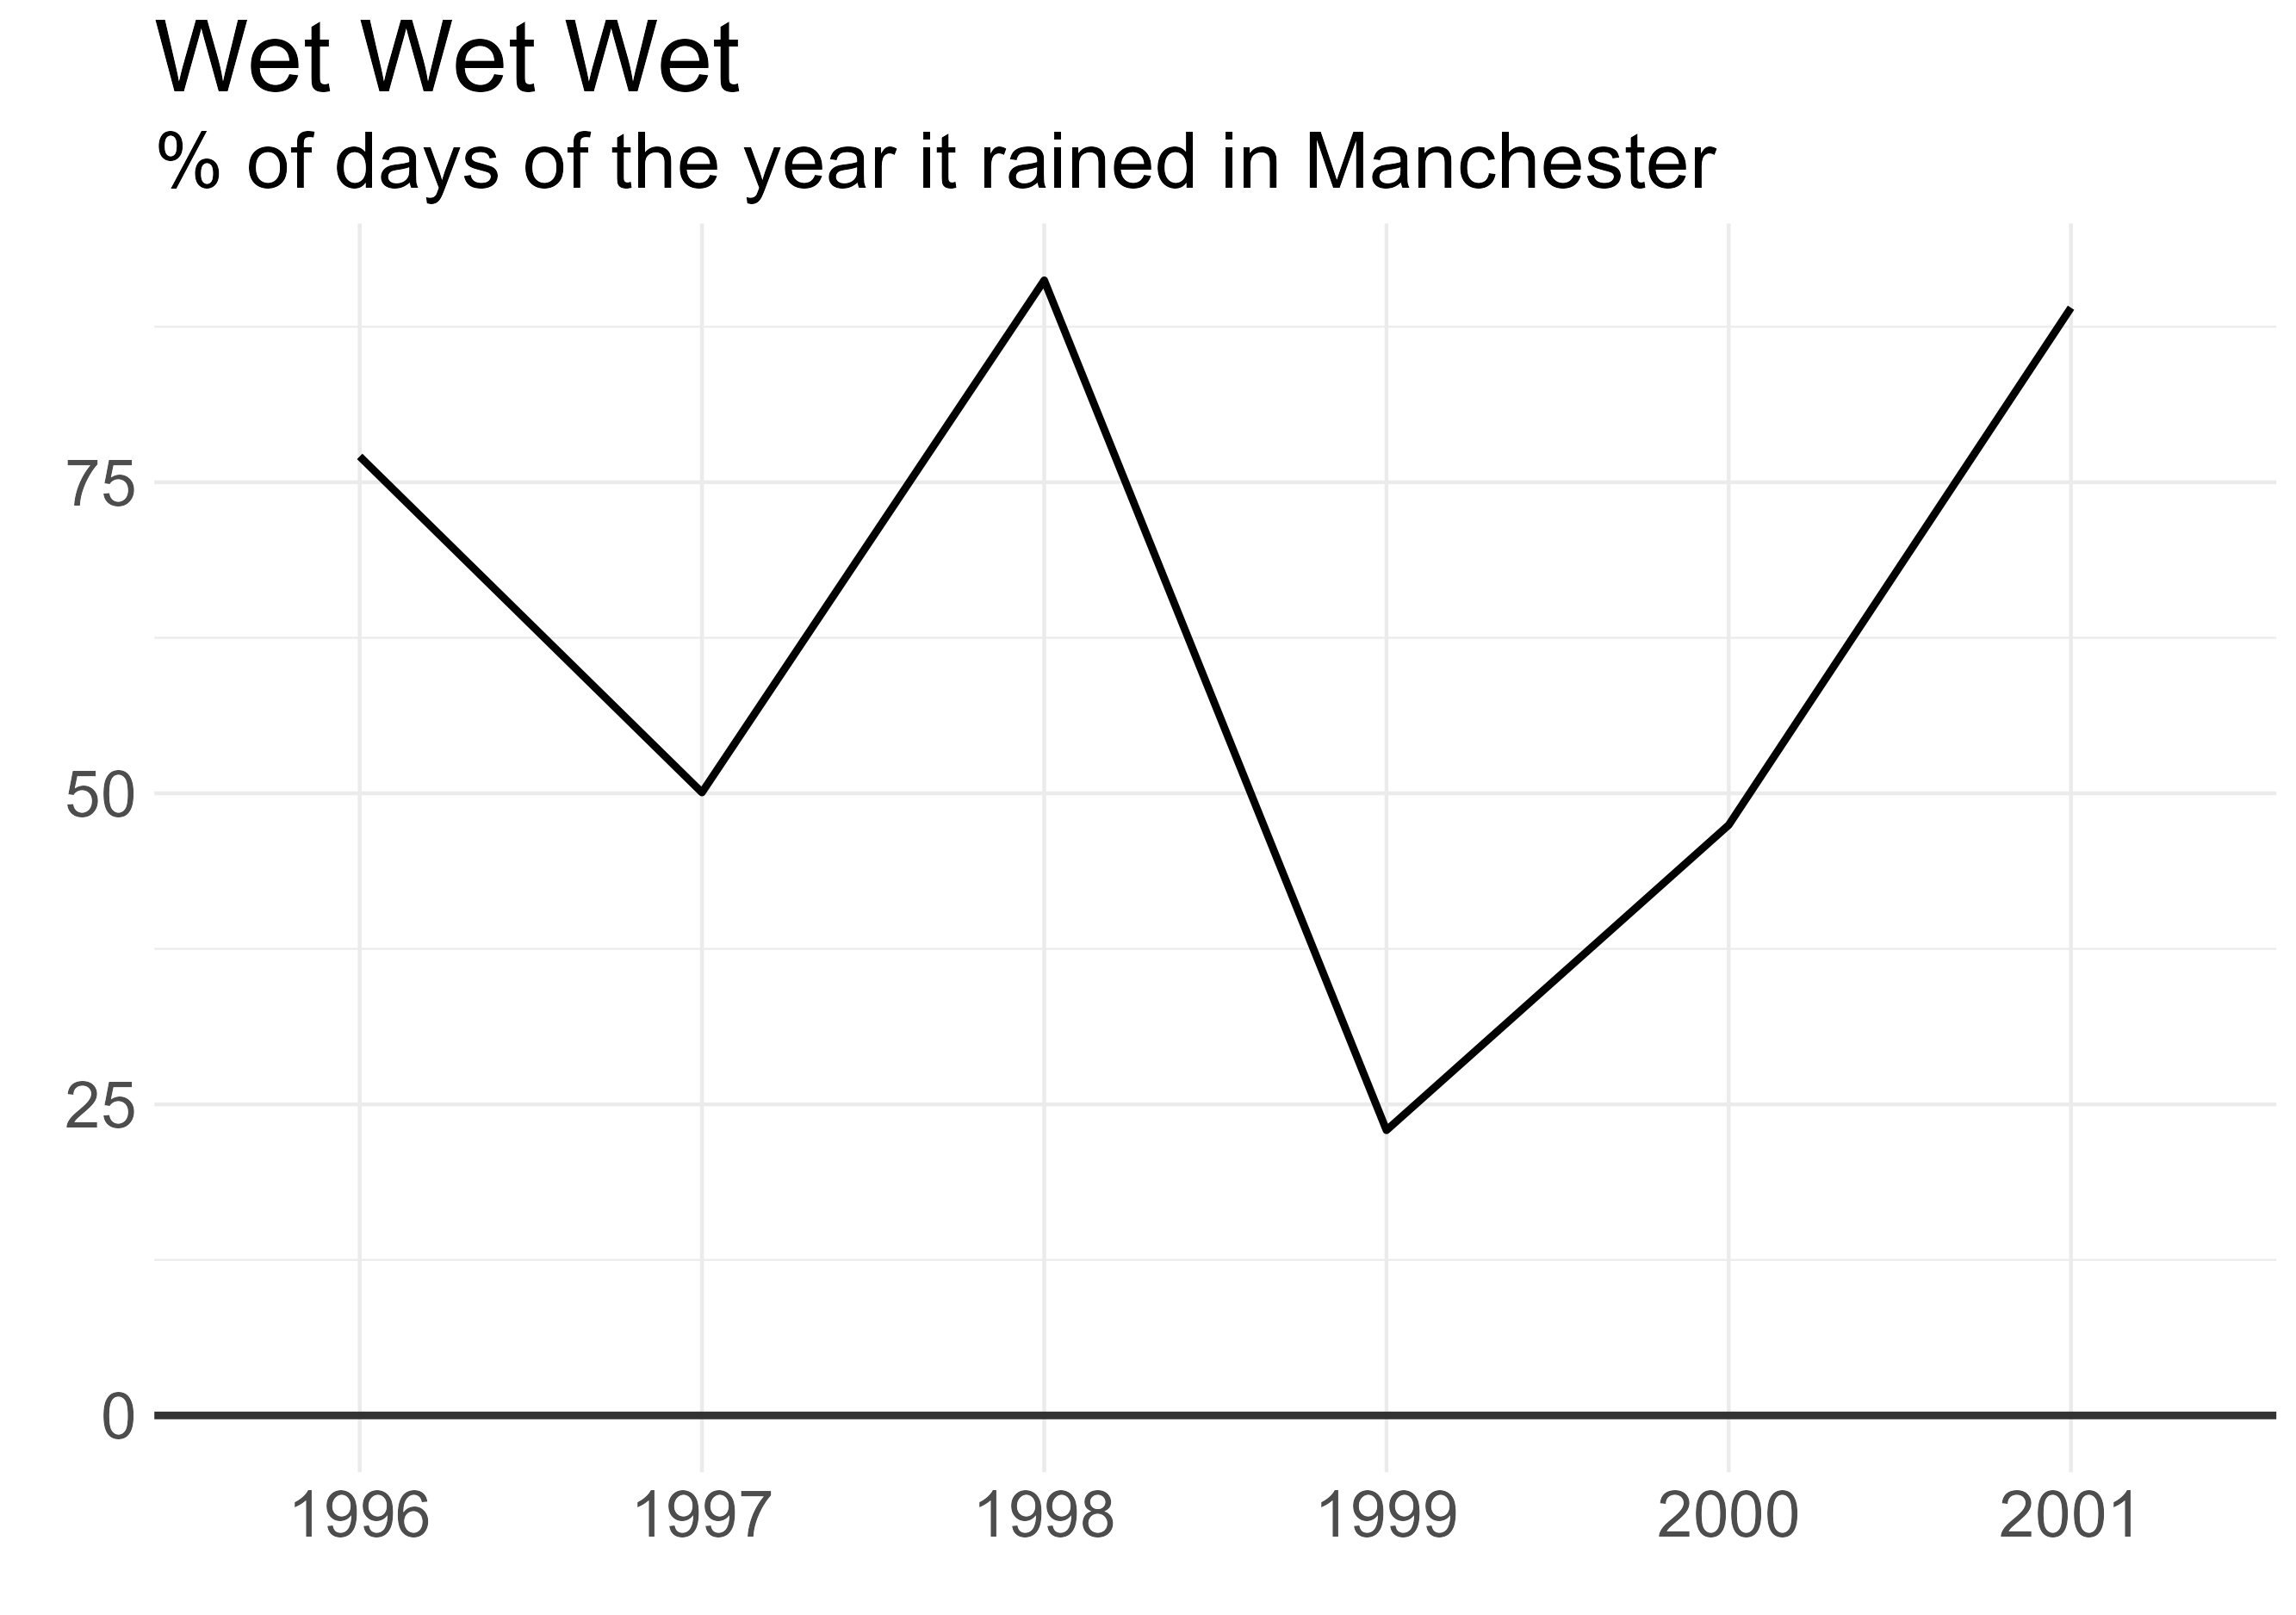 Wet Wet Wet
% of days of the year it rained in Manchester
75
50
25
0
1996 1997 1998 1999 2000 2001